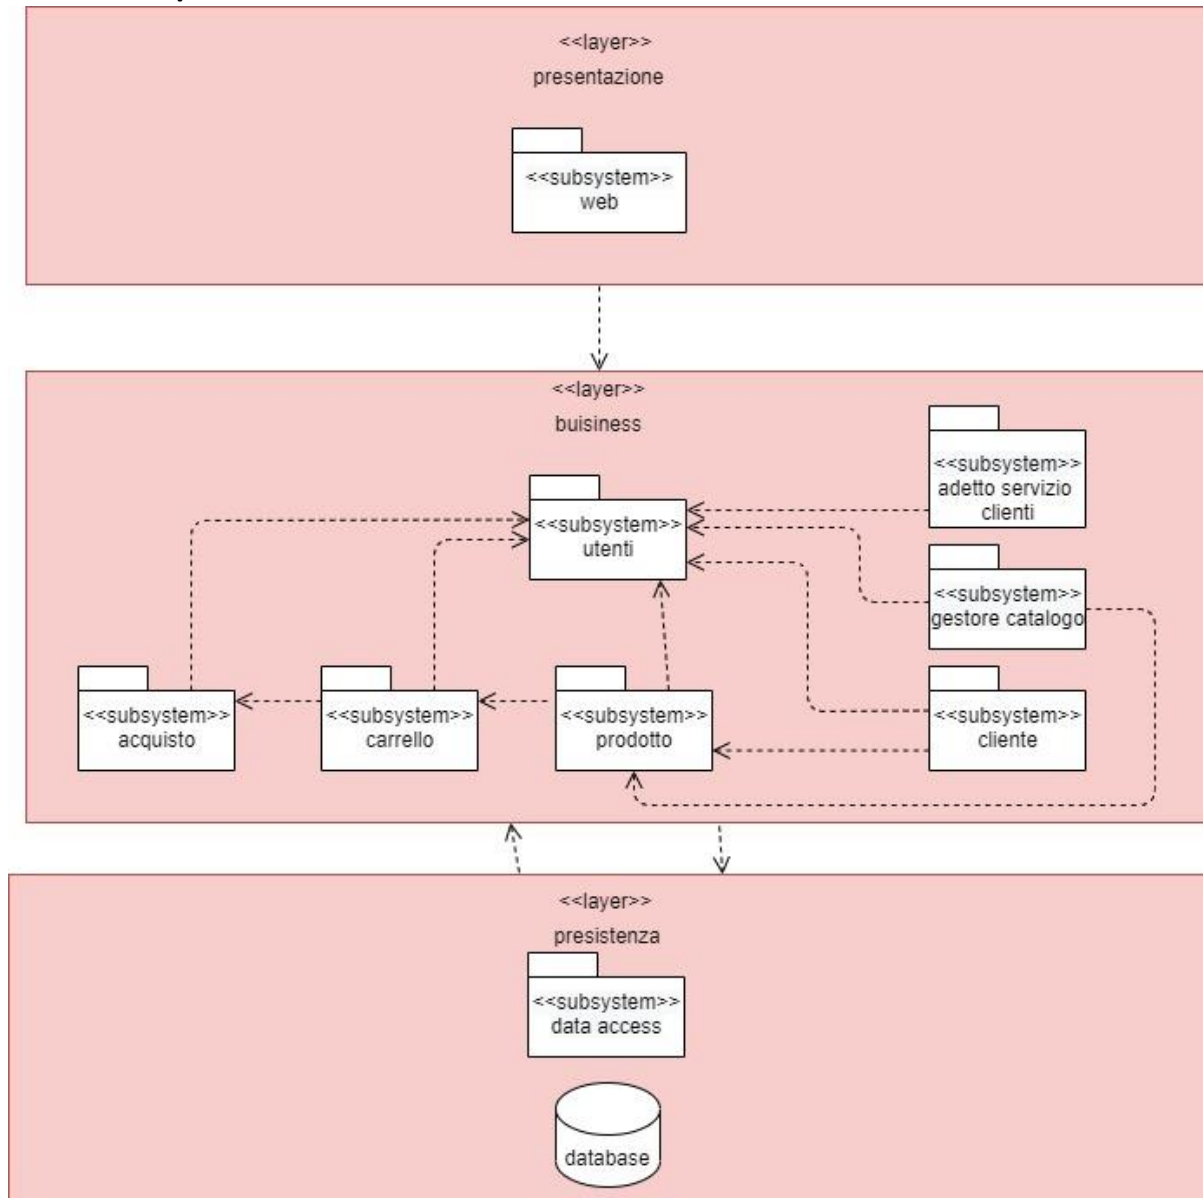 <<layer>>
presentazione
<<subsystem>>
web
<<layer>>
buisiness
<<subsystem>>
adetto servizio
clienti
<<subsystem>>
utenti
<<subsystem>>
gestore catalogo
<<subsystem>>
acquisto
<<subsystem>>
carrello
<<subsystem>>
prodotto
<<subsystem>>
cliente
<<layer>>
presistenza
<<subsystem>>
data access
database